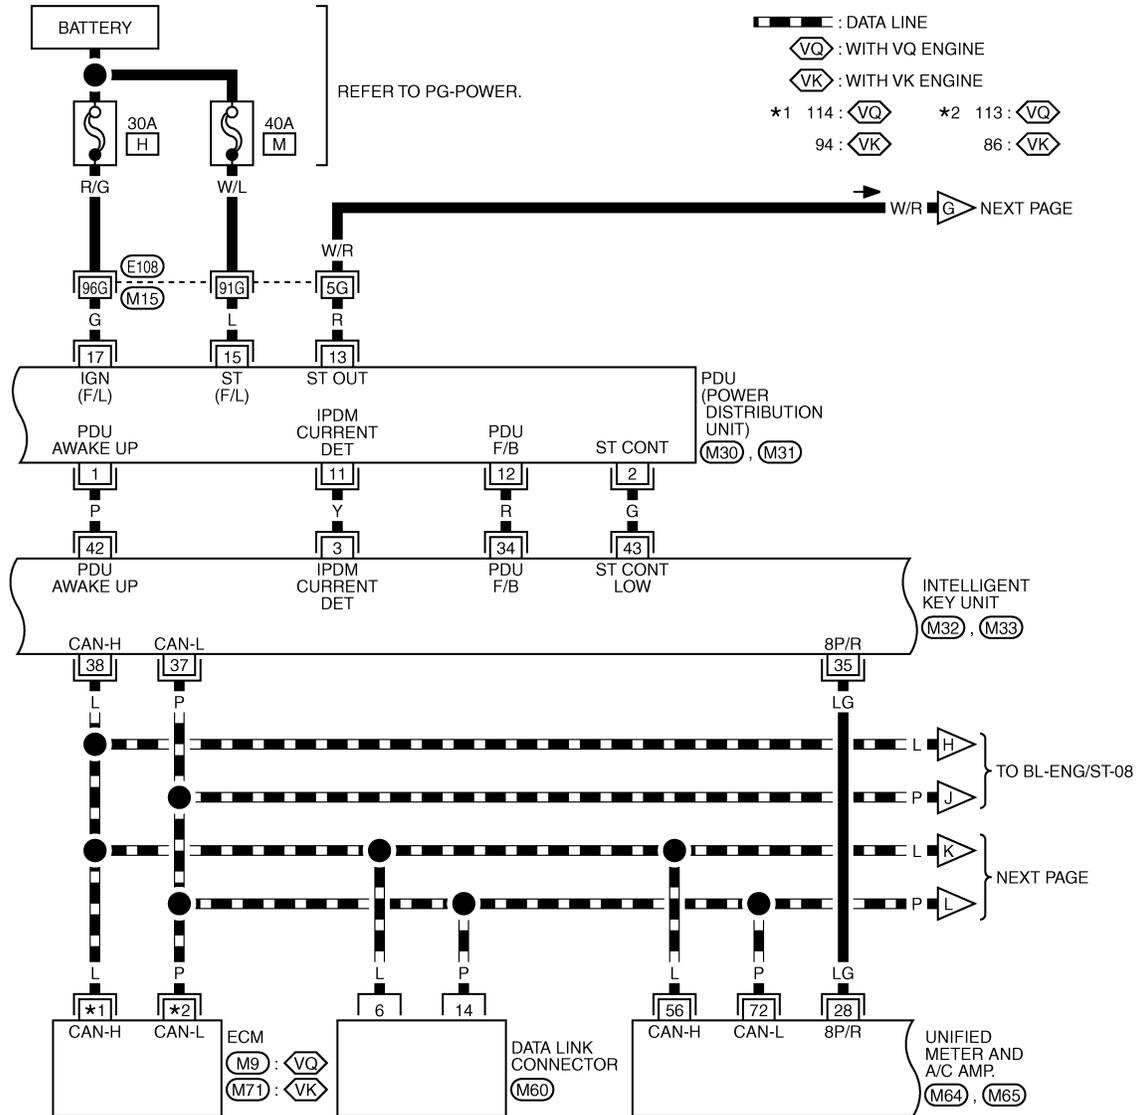 BATTERY
: DATA LINE
VQ : WITH VQ ENGINE
VK : WITH VK ENGINE
*1 114 : VQ *2 113 : VQ
94 : VK 86 : VK
REFER TO PG-POWER.
30A 40A
H M
R/G W/L
W/R G NEXT PAGE
W/R
E108
96G 91G 5G
M15
G L R
17 15 13
IGN ST ST OUT
(F/L) (F/L)
PDU
(POWER
DISTRIBUTION
UNIT)
M30 , M31
PDU IPDM PDU
AWAKE UP CURRENT F/B ST CONT
DET
1 11 12 2
P Y R G
42 3 34 43
PDU IPDM PDU ST CONT
AWAKE UP CURRENT F/B LOW
DET
INTELLIGENT
KEY UNIT
M32 , M33
CAN-H CAN-L 8P/R
38 37 35
L P LG
L H
TO BL-ENG/ST-08
P J
L K
NEXT PAGE
P L
L P L P L P LG
*1 *2 6 14 56 72 28
CAN-H CAN-L CAN-H CAN-L 8P/R
ECM
M9 : VQ
M71 : VK
DATA LINK
CONNECTOR
M60
UNIFIED
METER AND
A/C AMP.
M64 , M65